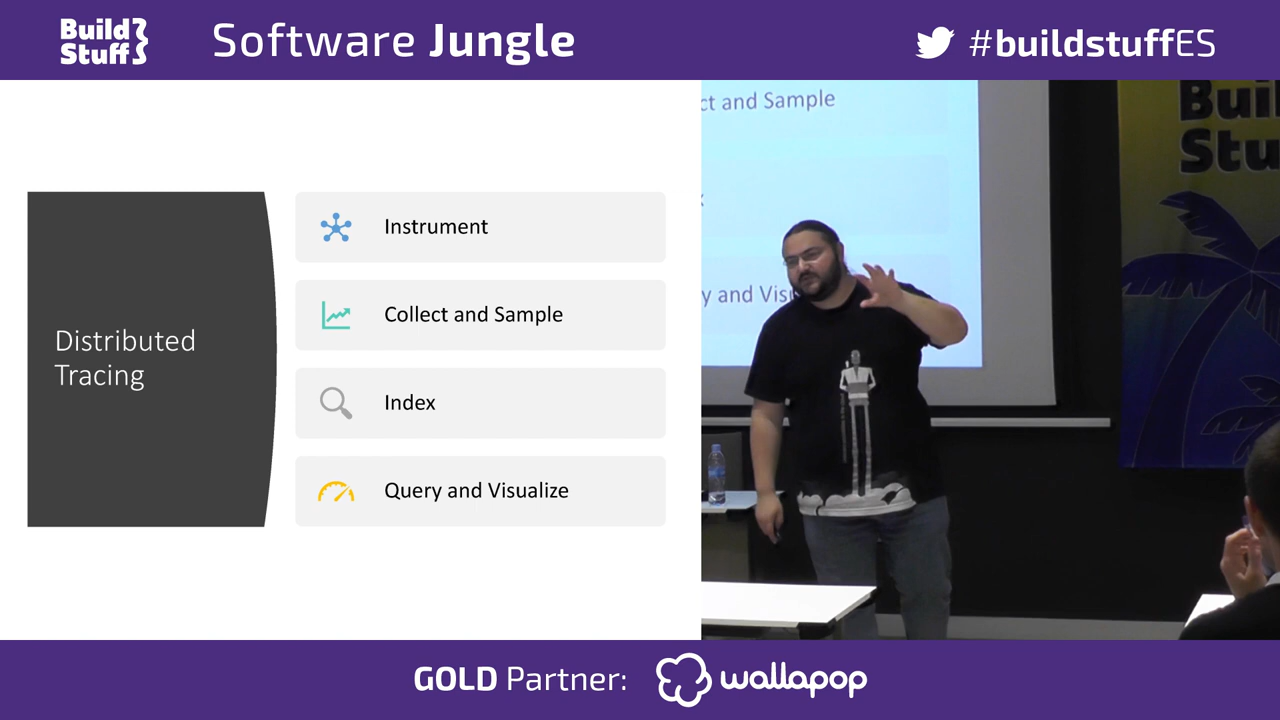 Build
Stuff
Software Jungle
#buildstuffES
Distributed
Tracing
Instrument
Collect and Sample
Index
Query and Visualize
ct and Sample
y and Visu
Bui
Stu
GOLD Partner:
wallapop